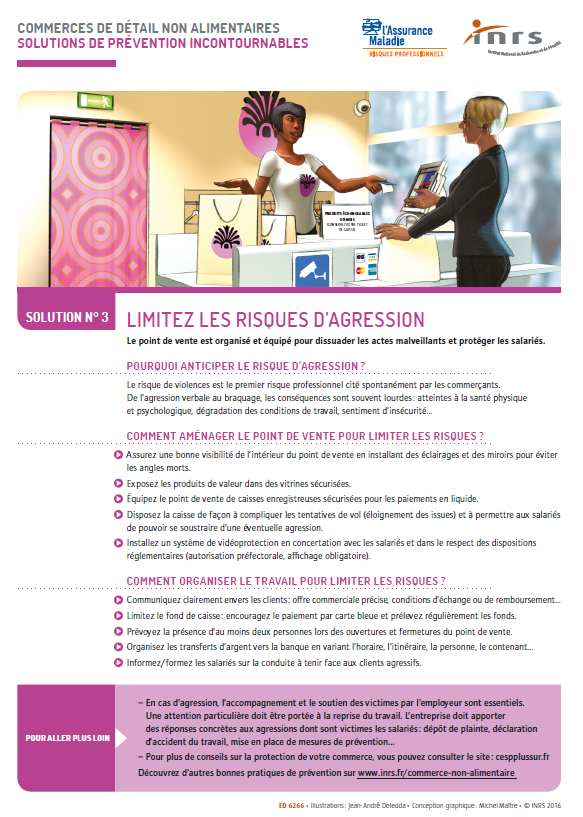 COMMERCES DE DÉTAIL NON ALIMENTAIRES
SOLUTIONS DE PRÉVENTION INCONTOURNABLES
l'Assurance
Maladie
RISQUES PROFESSIONNELS
inrs
Institut National de Recherche et de Sécurité
PRODUITS ÉCHANGEABLES
SOLUTION N° 3
LIMITEZ LES RISQUES D'AGRESSION
Le point de vente est organisé et équipé pour dissuader les actes malveillants et protéger les salariés.
POURQUOI ANTICIPER LE RISQUE D'AGRESSION ?
Le risque de violences est le premier risque professionnel cité spontanément par les commerçants.
De l'agression verbale au braquage, les conséquences sont souvent lourdes : atteintes à la santé physique
et psychologique, dégradation des conditions de travail, sentiment d'insécurité...
COMMENT AMÉNAGER LE POINT DE VENTE POUR LIMITER LES RISQUES ?
Assurez une bonne visibilité de l'intérieur du point de vente en installant des éclairages et des miroirs pour éviter
les angles morts.
Exposez les produits de valeur dans des vitrines sécurisées.
Équipez le point de vente de caisses enregistreuses sécurisées pour les paiements en liquide.
Disposez la caisse de façon à compliquer les tentatives de vol (éloignement des issues) et à permettre aux salariés
de pouvoir se soustraire d'une éventuelle agression.
Installez un système de vidéoprotection en concertation avec les salariés et dans le respect des dispositions
réglementaires (autorisation préfectorale, affichage obligatoire).
COMMENT ORGANISER LE TRAVAIL POUR LIMITER LES RISQUES ?
Communiquez clairement envers les clients : offre commerciale précise, conditions d'échange ou de remboursement...
Limitez le fond de caisse : encouragez le paiement par carte bleue et prélevez régulièrement les fonds.
Prévoyez la présence d'au moins deux personnes lors des ouvertures et fermetures du point de vente.
Organisez les transferts d'argent vers la banque en variant l'horaire, l'itinéraire, la personne, le contenant...
Informez/formez les salariés sur la conduite à tenir face aux clients agressifs.
POUR ALLER PLUS LOIN
– En cas d'agression, l'accompagnement et le soutien des victimes par l'employeur sont essentiels.
Une attention particulière doit être portée à la reprise du travail. L'entreprise doit apporter
des réponses concrètes aux agressions dont sont victimes les salariés : dépôt de plainte, déclaration
d'accident du travail, mise en place de mesures de prévention...
– Pour plus de conseils sur la protection de votre commerce, vous pouvez consulter le site : cespplussur.fr
Découvrez d'autres bonnes pratiques de prévention sur www.inrs.fr/commerce-non-alimentaire
ED 6266 • Illustrations : Jean-André Deledda • Conception graphique : Michel Maître • © INRS 2016